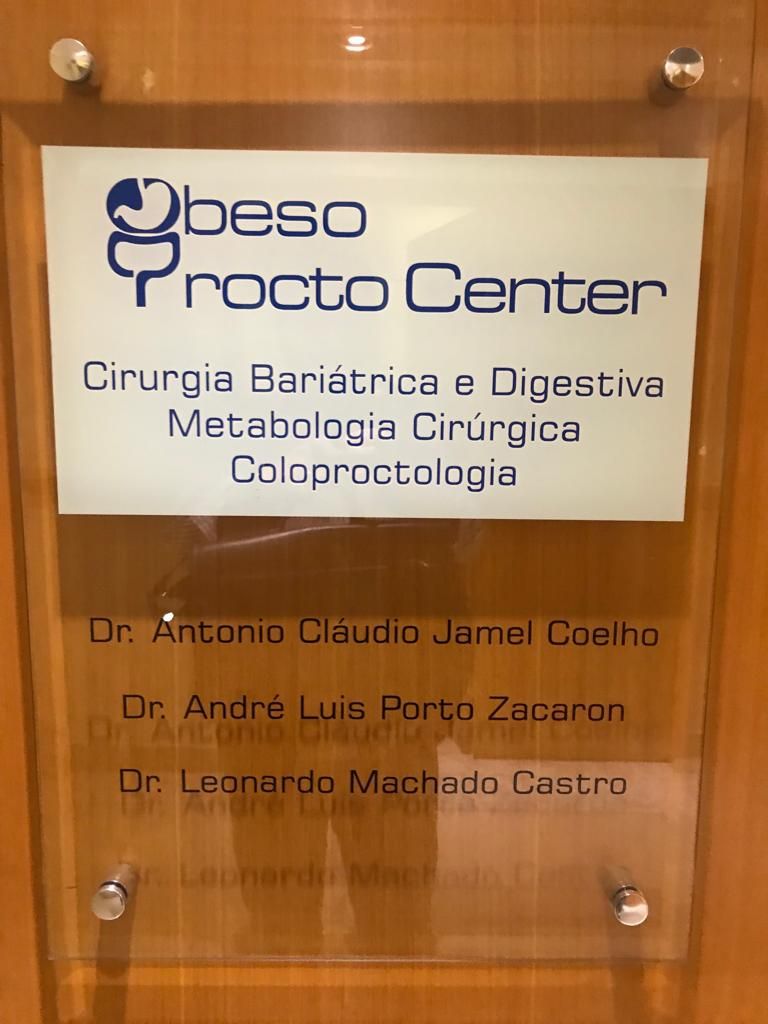 Obeso
Procto Center
Cirurgia Bariátrica e Digestiva
Metabologia Cirúrgica
Coloproctologia
Dr. Antonio Cláudio Jamel Coelho
Dr. André Luis Porto Zacaron
Dr. Leonardo Machado Castro